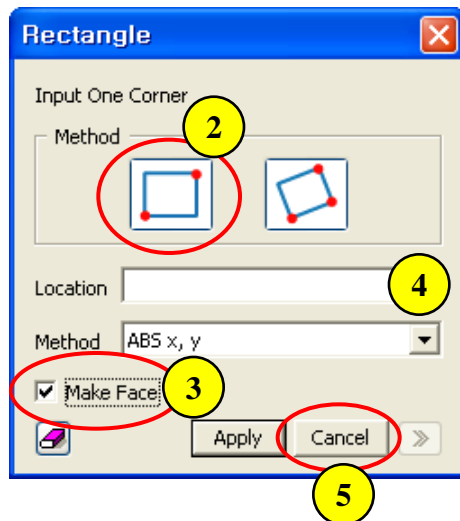 Rectangle
Input One Corner
2
Method
Location
4
Method ABS x, y
Make Face 3
Apply Cancel
5